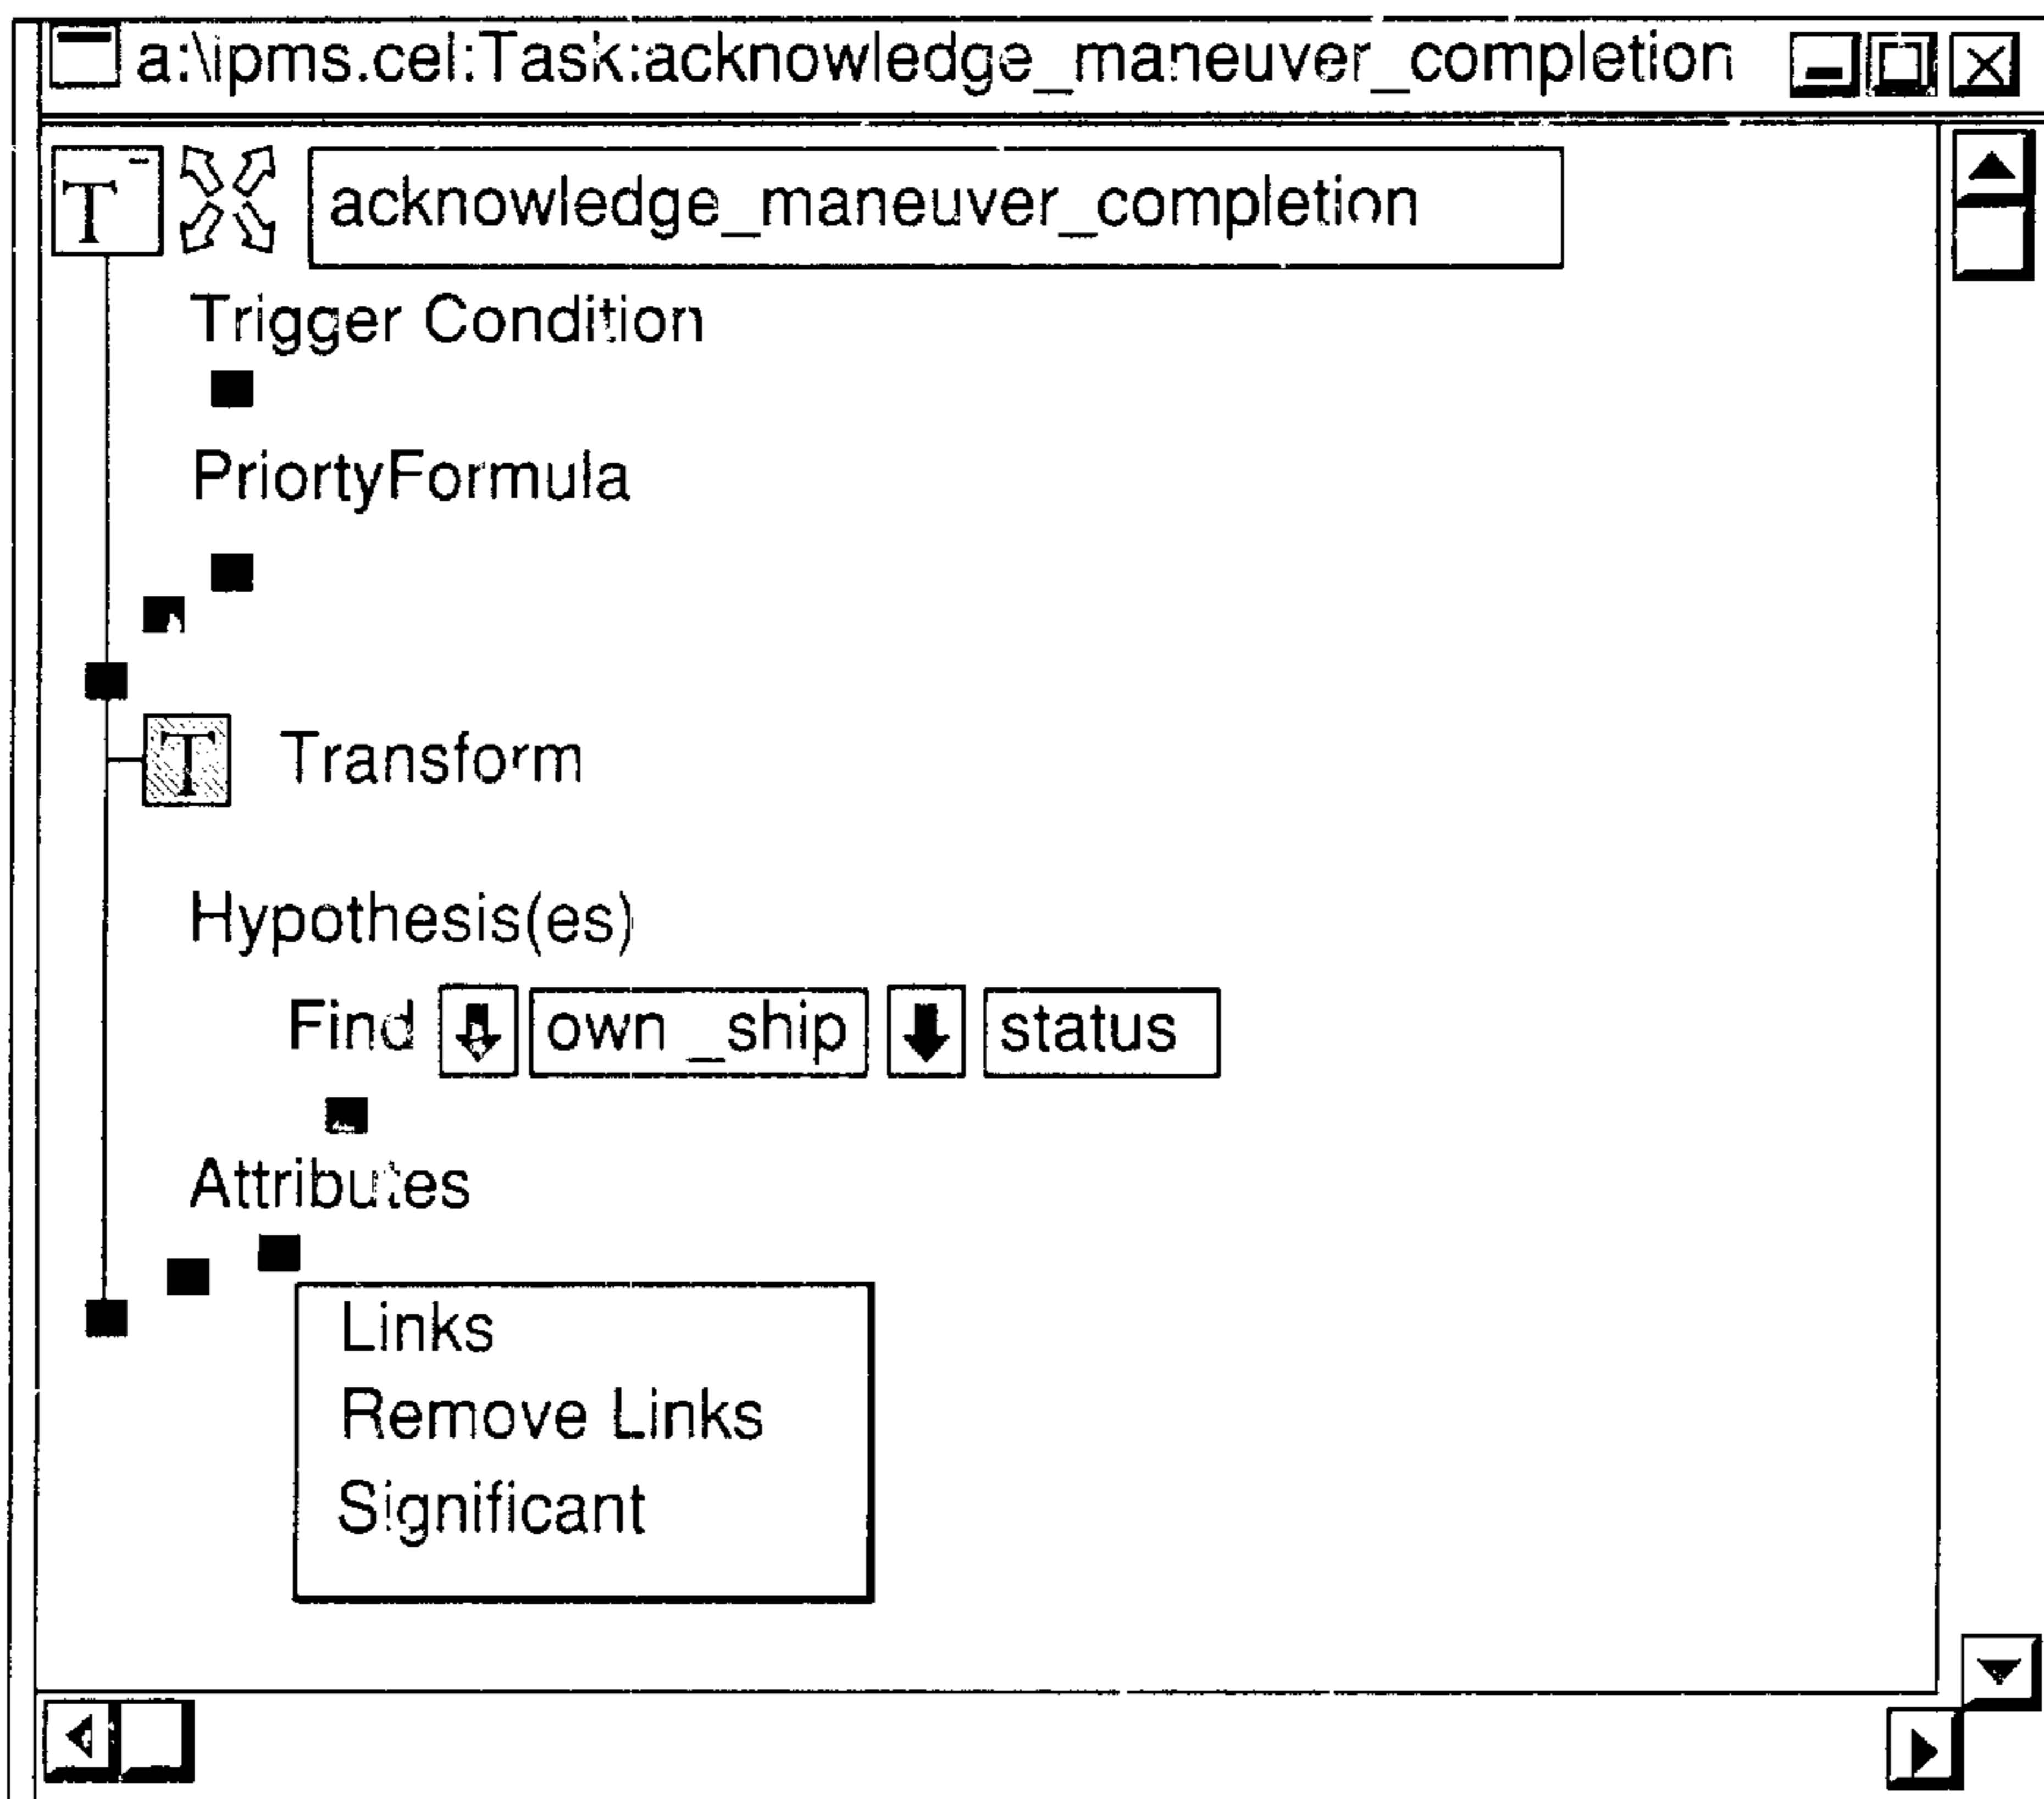 a:\ipms.cel:Task:acknowledge_maneuver_completion
T acknowledge_maneuver_completion
Trigger Condition
PriortyFormula
T Transform
Hypothesis(es)
Find own _ship status
Attributes
Links
Remove Links
Significant